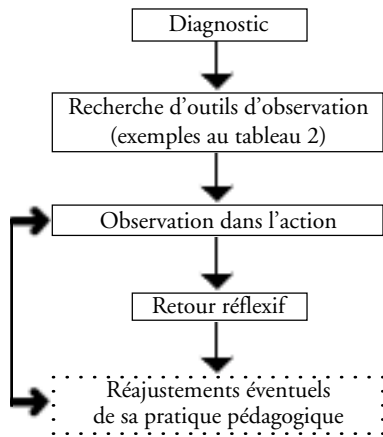 Diagnostic
Recherche d'outils d'observation
(exemples au tableau 2)
Observation dans l'action
Retour réflexif
Réajustements éventuels
de sa pratique pédagogique